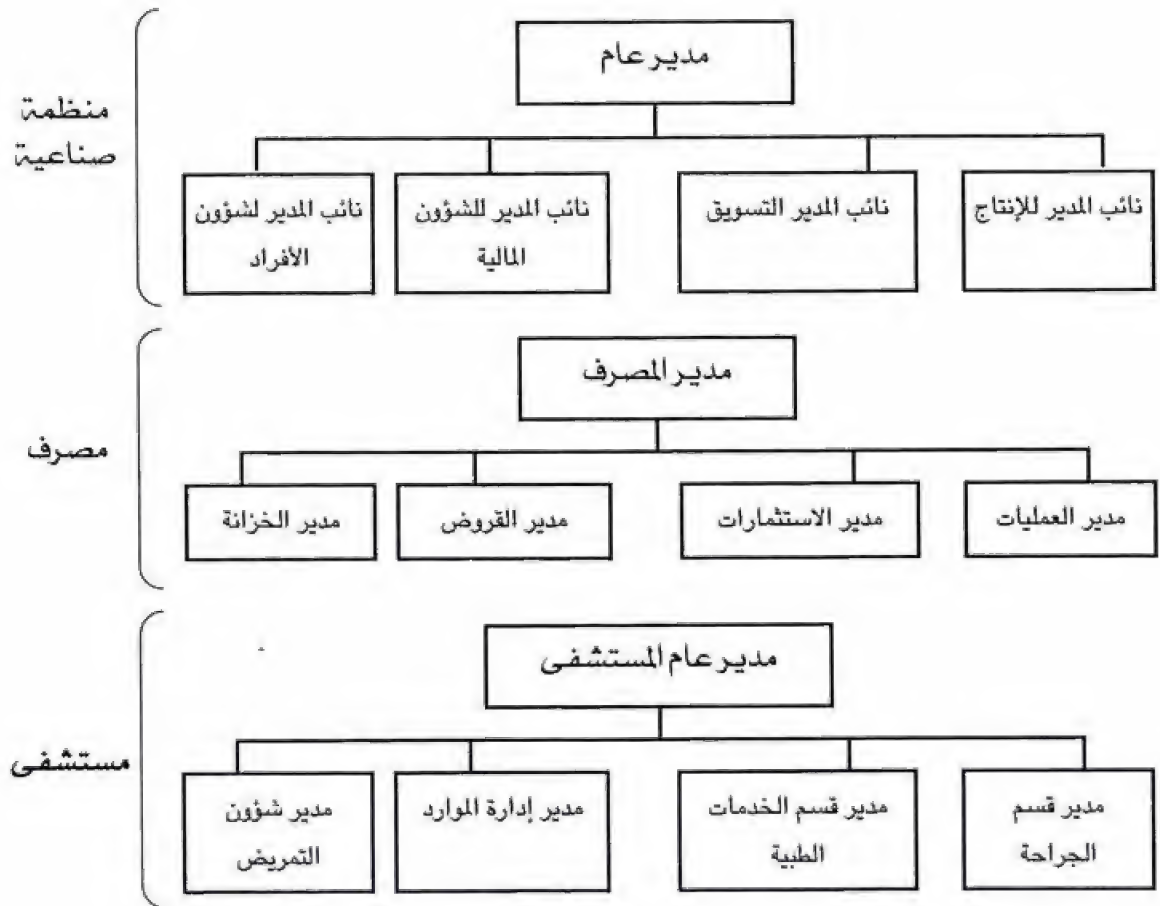 مدير عام
منظمة
صناعية
نائب المدير للإنتاج
نائب المدير التسويق
نائب المدير للشؤون
المالية
نائب المدير لشؤون
الأفراد
مدير المصرف
مصرف
مدير العمليات
مدير الاستثمارات
مدير القروض
مدير الخزانة
مدير عام المستشفى
مستشفى
مدير قسم
الجراحة
مدير قسم الخدمات
الطبية
مدير إدارة الموارد
مدير شؤون
التمريض